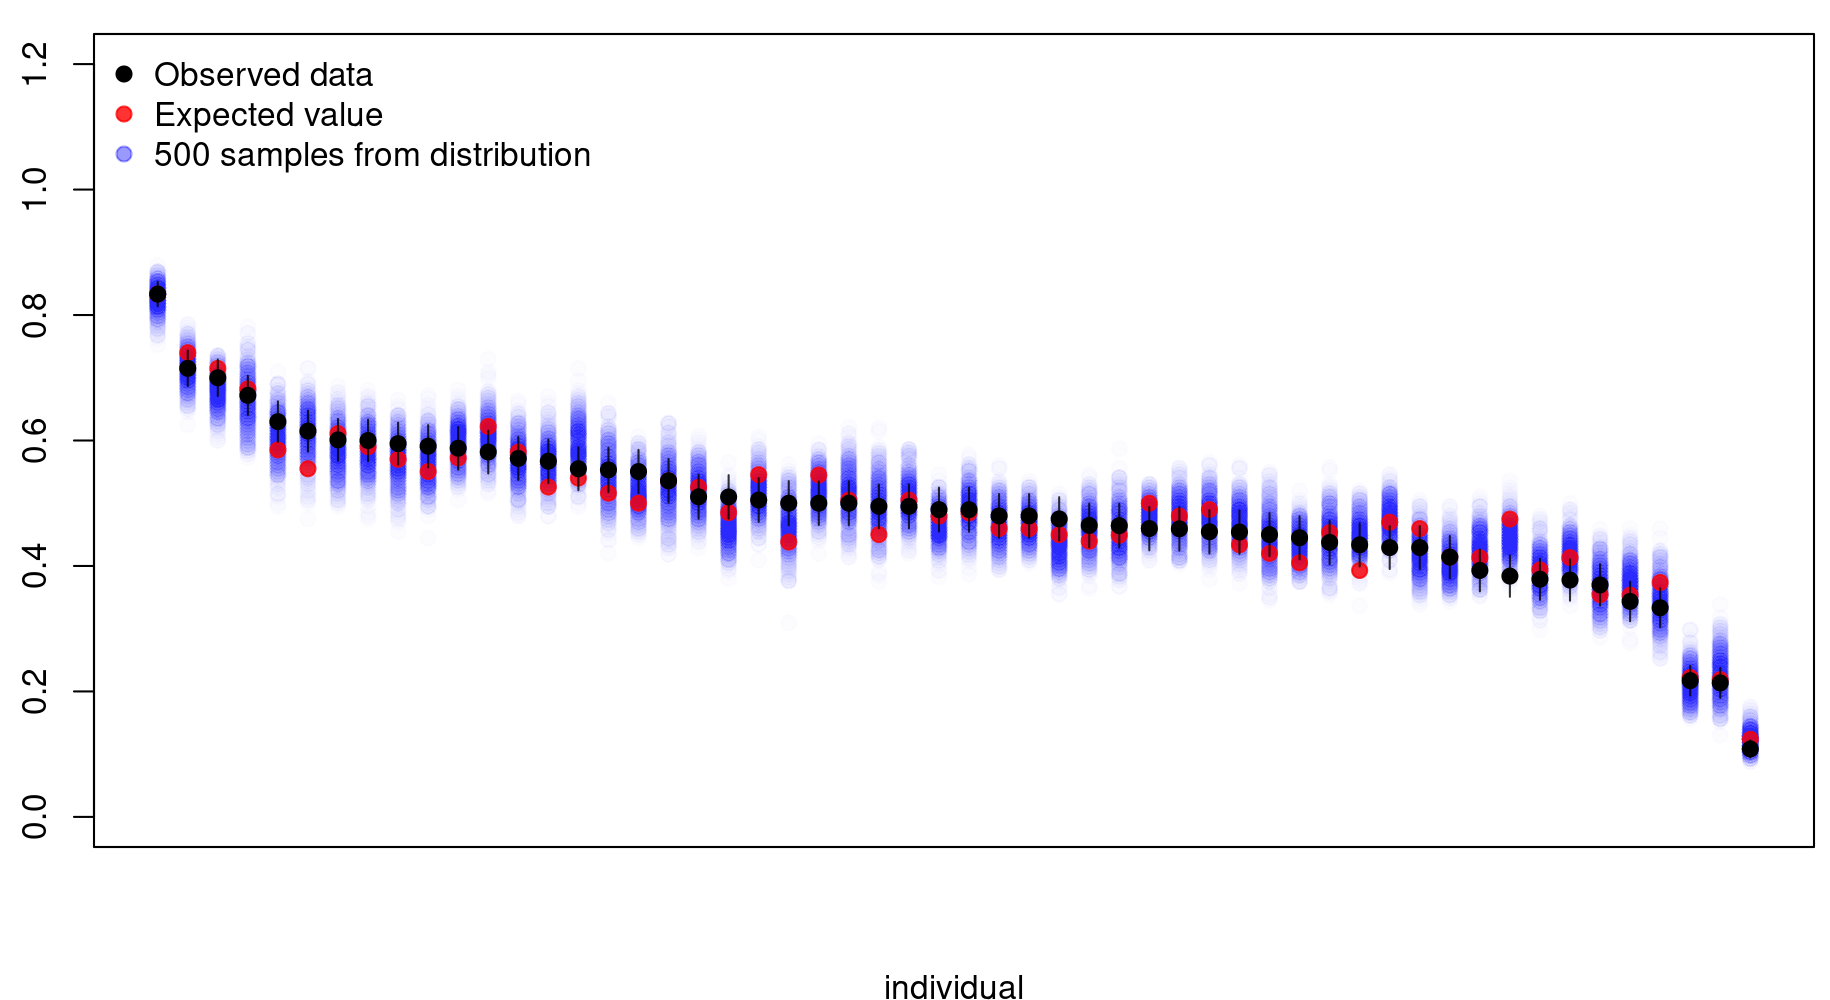 1.2
1.0
0.8
0.6
0.4
0.2
0.0
Observed data
Expected value
500 samples from distribution
individual